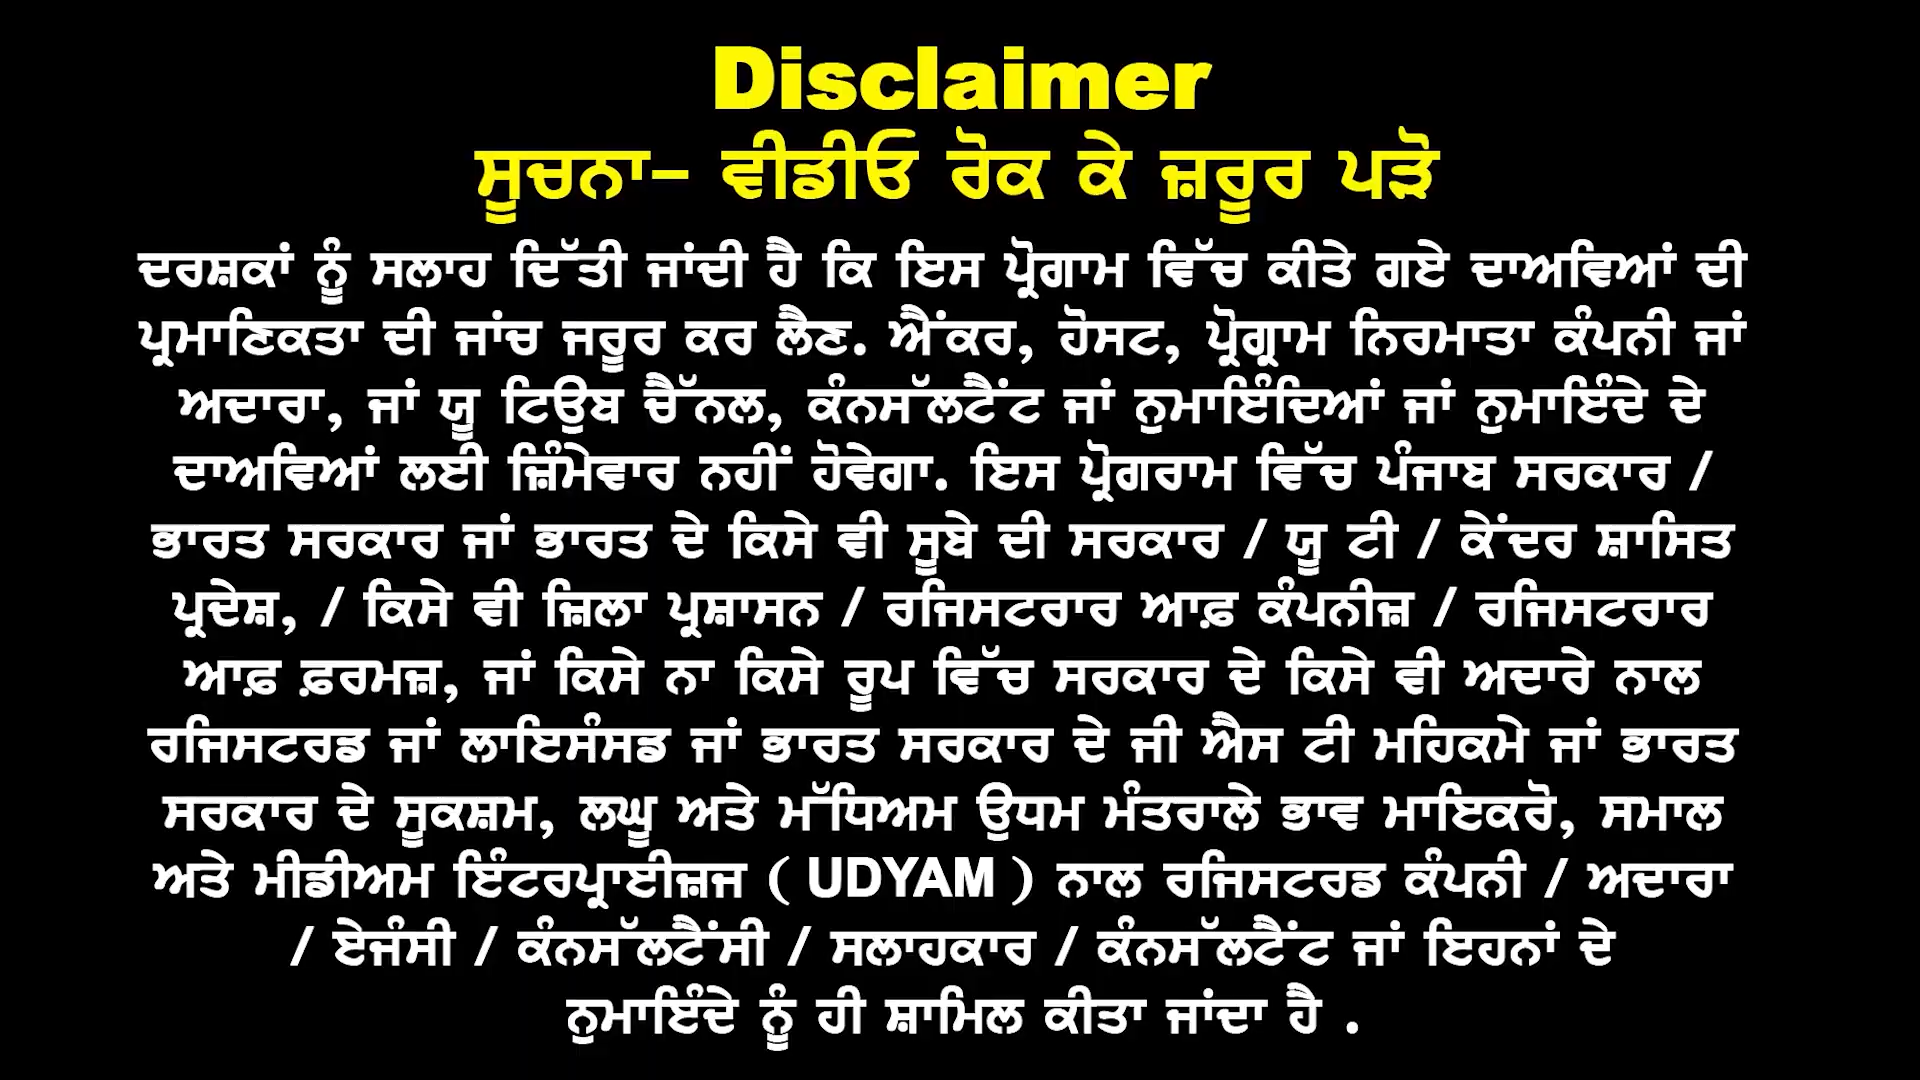 Disclaimer
ਸੂਚਨਾ- ਵੀਡੀਓ ਰੋਕ ਕੇ ਜ਼ਰੂਰ ਪੜੋ
ਦਰਸ਼ਕਾਂ ਨੂੰ ਸਲਾਹ ਦਿੱਤੀ ਜਾਂਦੀ ਹੈ ਕਿ ਇਸ ਪ੍ਰੋਗਾਮ ਵਿੱਚ ਕੀਤੇ ਗਏ ਦਾਅਵਿਆਂ ਦੀ
ਪ੍ਰਮਾਣਿਕਤਾ ਦੀ ਜਾਂਚ ਜਰੂਰ ਕਰ ਲੈਣ. ਐਂਕਰ, ਹੋਸਟ, ਪ੍ਰੋਗ੍ਰਾਮ ਨਿਰਮਾਤਾ ਕੰਪਨੀ ਜਾਂ
ਅਦਾਰਾ, ਜਾਂ ਯੂ ਟਿਊਬ ਚੈੱਨਲ, ਕੰਨਸੱਲਟੈਂਟ ਜਾਂ ਨੁਮਾਇੰਦਿਆਂ ਜਾਂ ਨੁਮਾਇੰਦੇ ਦੇ
ਦਾਅਵਿਆਂ ਲਈ ਜ਼ਿੰਮੇਵਾਰ ਨਹੀਂ ਹੋਵੇਗਾ. ਇਸ ਪ੍ਰੋਗਰਾਮ ਵਿੱਚ ਪੰਜਾਬ ਸਰਕਾਰ /
ਭਾਰਤ ਸਰਕਾਰ ਜਾਂ ਭਾਰਤ ਦੇ ਕਿਸੇ ਵੀ ਸੂਬੇ ਦੀ ਸਰਕਾਰ / ਯੂ ਟੀ / ਕੇਂਦਰ ਸ਼ਾਸਿਤ
ਪ੍ਰਦੇਸ਼, / ਕਿਸੇ ਵੀ ਜ਼ਿਲਾ ਪ੍ਰਸ਼ਾਸਨ / ਰਜਿਸਟਰਾਰ ਆਫ਼ ਕੰਪਨੀਜ਼ / ਰਜਿਸਟਰਾਰ
ਆਫ਼ ਫ਼ਰਮਜ਼, ਜਾਂ ਕਿਸੇ ਨਾ ਕਿਸੇ ਰੂਪ ਵਿੱਚ ਸਰਕਾਰ ਦੇ ਕਿਸੇ ਵੀ ਅਦਾਰੇ ਨਾਲ
ਰਜਿਸਟਰਡ ਜਾਂ ਲਾਇਸੰਸਡ ਜਾਂ ਭਾਰਤ ਸਰਕਾਰ ਦੇ ਜੀ ਐਸ ਟੀ ਮਹਿਕਮੇ ਜਾਂ ਭਾਰਤ
ਸਰਕਾਰ ਦੇ ਸੂਕਸ਼ਮ, ਲਘੂ ਅਤੇ ਮੱਧਿਅਮ ਉਧਮ ਮੰਤਰਾਲੇ ਭਾਵ ਮਾਇਕਰੋ, ਸਮਾਲ
ਅਤੇ ਮੀਡੀਅਮ ਇੰਟਰਪ੍ਰਾਈਜ਼ਜ ( UDYAM ) ਨਾਲ ਰਜਿਸਟਰਡ ਕੰਪਨੀ / ਅਦਾਰਾ
/ ਏਜੰਸੀ / ਕੰਨਸੱਲਟੈਂਸੀ / ਸਲਾਹਕਾਰ / ਕੰਨਸੱਲਟੈਂਟ ਜਾਂ ਇਹਨਾਂ ਦੇ
ਨੁਮਾਇੰਦੇ ਨੂੰ ਹੀ ਸ਼ਾਮਿਲ ਕੀਤਾ ਜਾਂਦਾ ਹੈ .